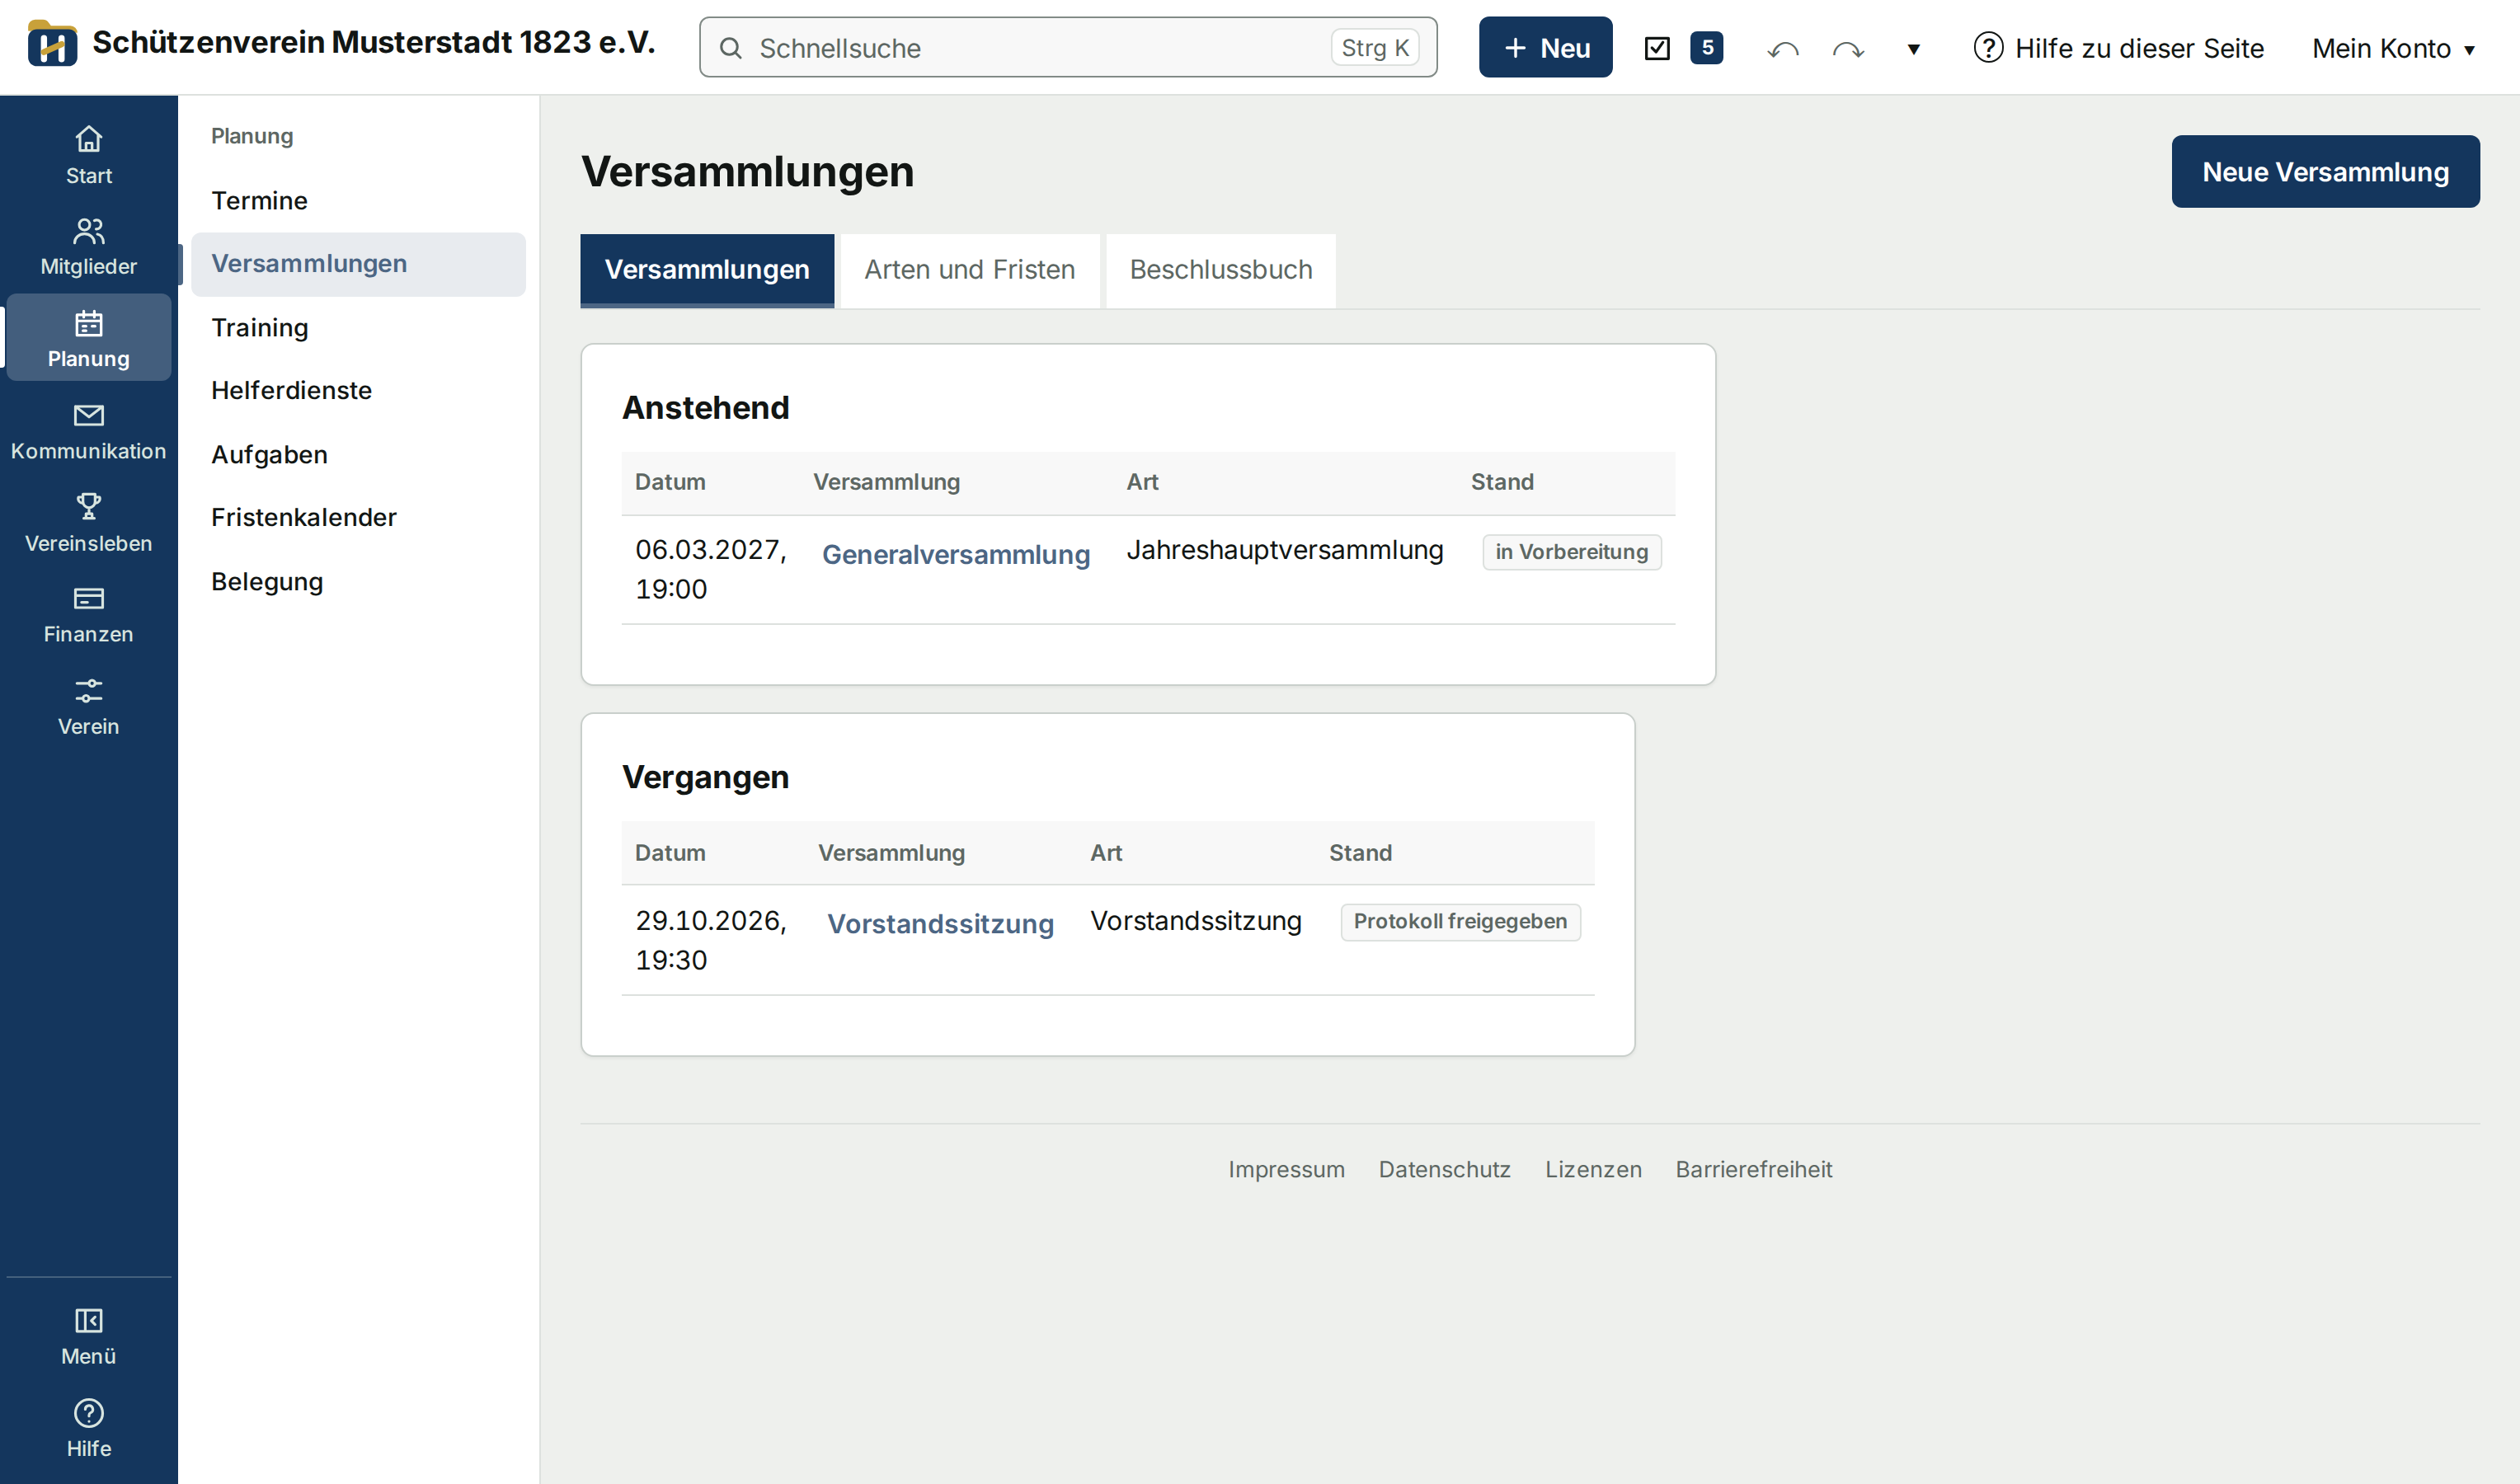 Schützenverein Musterstadt 1823 e.V.
Schnellsuche
Strg K
Neu
5
Hilfe zu dieser Seite
Mein Konto
Start
Mitglieder
Planung
Kommunikation
Vereinsleben
Finanzen
Verein
Menü
Hilfe
Planung
Termine
Versammlungen
Training
Helferdienste
Aufgaben
Fristenkalender
Belegung
Versammlungen
Neue Versammlung
Versammlungen
Arten und Fristen
Beschlussbuch
Anstehend
Datum Versammlung Art Stand
06.03.2027, Generalversammlung Jahreshauptversammlung in Vorbereitung
19:00
Vergangen
Datum Versammlung Art Stand
29.10.2026, Vorstandssitzung Vorstandssitzung Protokoll freigegeben
19:30
Impressum Datenschutz Lizenzen Barrierefreiheit